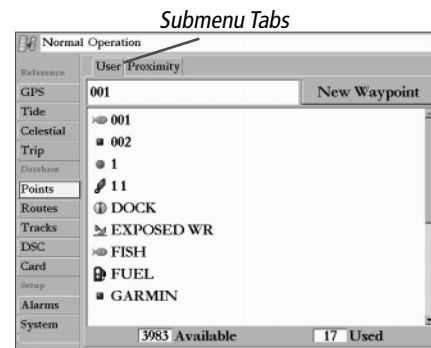 Submenu Tabs
Normal Operation
Reference
User Proximity
GPS
001
New Waypoint
Tide
Celestial
Trip
Database
Points
Routes
Tracks
DSC
Card
Setup
Alarms
System
001
002
1
11
DOCK
EXPOSED WR
FISH
FUEL
GARMIN
3983 Available
17 Used